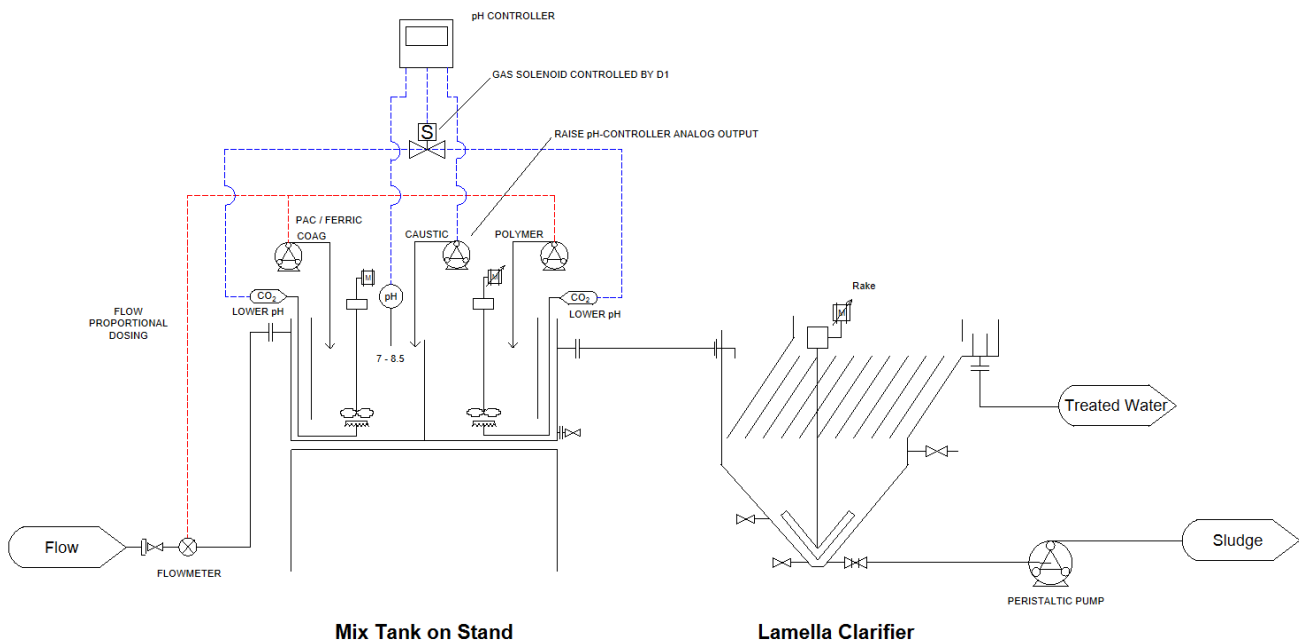 pH CONTROLLER
GAS SOLENOID CONTROLLED BY D1
S
RAISE pH-CONTROLLER ANALOG OUTPUT
PAC / FERRIC
COAG
CAUSTIC
POLYMER
M
M
CO2
pH
CO2
LOWER pH
LOWER pH
Rake
M
FLOW
PROPORTIONAL
DOSING
7 - 8.5
Treated Water
Flow
FLOWMETER
Sludge
PERISTALTIC PUMP
Mix Tank on Stand
Lamella Clarifier